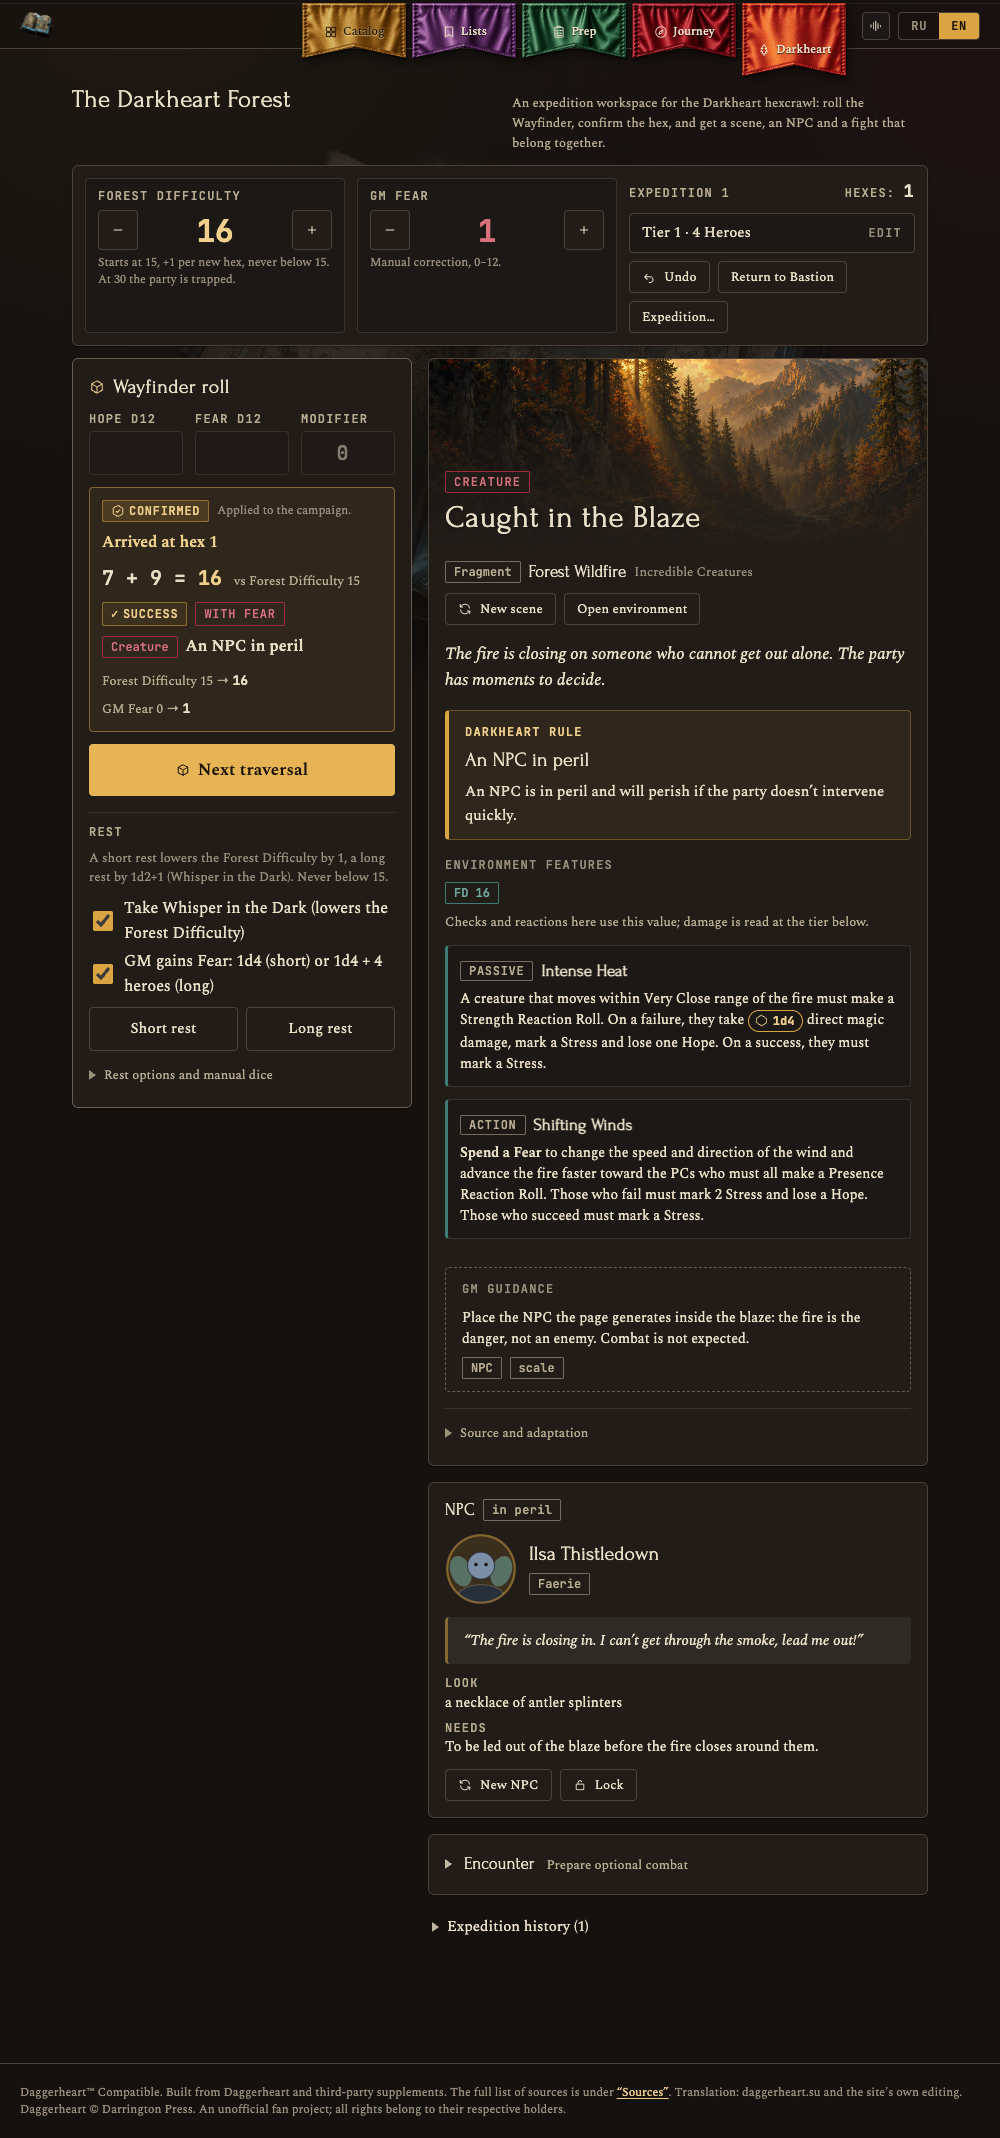 Catalog
Lists
Prep
Journey
Darkheart
RU
EN
The Darkheart Forest
An expedition workspace for the Darkheart hexcrawl: roll the
Wayfinder, confirm the hex, and get a scene, an NPC and a fight that
belong together.
FOREST DIFFICULTY
− 16 +
Starts at 15, +1 per new hex, never below 15.
At 30 the party is trapped.
GM FEAR
− 1 +
Manual correction, 0–12.
EXPEDITION 1
HEXES: 1
Tier 1 · 4 Heroes
EDIT
Undo
Return to Bastion
Expedition…
Wayfinder roll
HOPE D12
FEAR D12
MODIFIER
0
CONFIRMED
Applied to the campaign.
Arrived at hex 1
7 + 9 = 16 vs Forest Difficulty 15
✓ SUCCESS
WITH FEAR
Creature An NPC in peril
Forest Difficulty 15 → 16
GM Fear 0 → 1
Next traversal
REST
A short rest lowers the Forest Difficulty by 1, a long
rest by 1d2+1 (Whisper in the Dark). Never below 15.
Take Whisper in the Dark (lowers the
Forest Difficulty)
GM gains Fear: 1d4 (short) or 1d4 + 4
heroes (long)
Short rest
Long rest
Rest options and manual dice
CREATURE
Caught in the Blaze
Fragment Forest Wildfire Incredible Creatures
New scene
Open environment
The fire is closing on someone who cannot get out alone. The party
has moments to decide.
DARKHEART RULE
An NPC in peril
An NPC is in peril and will perish if the party doesn’t intervene
quickly.
ENVIRONMENT FEATURES
FD 16
Checks and reactions here use this value; damage is read at the tier below.
PASSIVE Intense Heat
A creature that moves within Very Close range of the fire must make a
Strength Reaction Roll. On a failure, they take 1d4 direct magic
damage, mark a Stress and lose one Hope. On a success, they must
mark a Stress.
ACTION Shifting Winds
Spend a Fear to change the speed and direction of the wind and
advance the fire faster toward the PCs who must all make a Presence
Reaction Roll. Those who fail must mark 2 Stress and lose a Hope.
Those who succeed must mark a Stress.
GM GUIDANCE
Place the NPC the page generates inside the blaze: the fire is the
danger, not an enemy. Combat is not expected.
NPC
scale
Source and adaptation
NPC in peril
Ilsa Thistledown
Faerie
“The fire is closing in. I can’t get through the smoke, lead me out!”
LOOK
a necklace of antler splinters
NEEDS
To be led out of the blaze before the fire closes around them.
New NPC
Lock
Encounter Prepare optional combat
Expedition history (1)
Daggerheart™ Compatible. Built from Daggerheart and third-party supplements. The full list of sources is under “Sources”. Translation: daggerheart.su and the site's own editing.
Daggerheart © Darrington Press. An unofficial fan project; all rights belong to their respective holders.